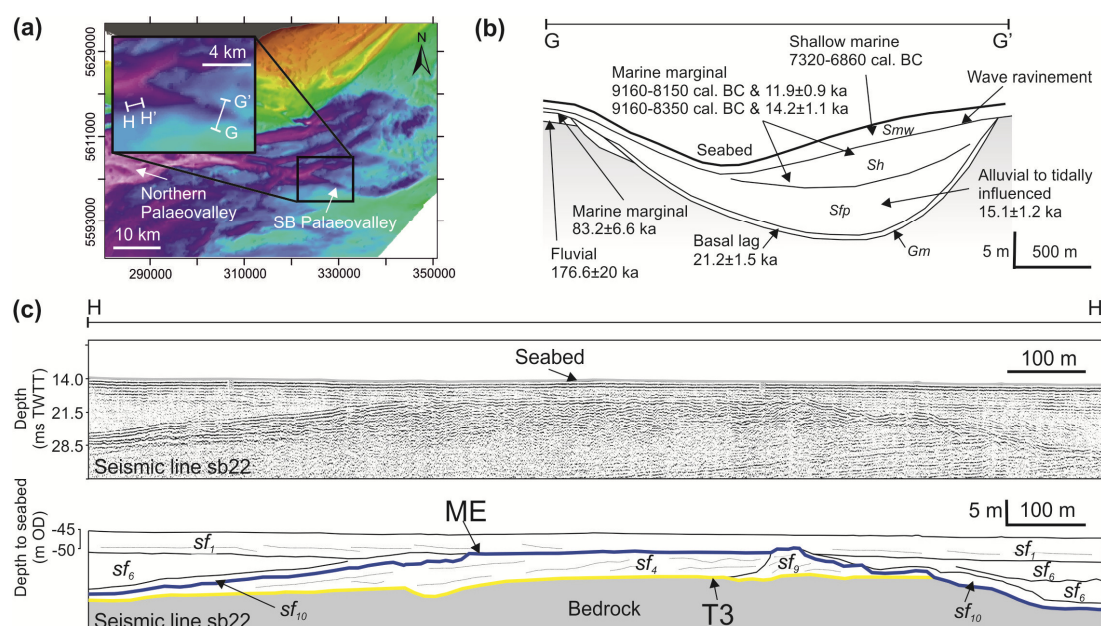 (a)
N
5629000
5611000
5593000
4 km
H
H'
G'
G
Northern
Palaeovalley
SB Palaeovalley
10 km
290000
310000
330000
350000
(b)
G
G'
Shallow marine
7320-6860 cal. BC
Marine marginal
9160-8150 cal. BC & 11.9±0.9 ka
9160-8350 cal. BC & 14.2±1.1 ka
Wave ravinement
Seabed
Smw
Sh
Sfp
Alluvial to tidally
influenced
15.1±1.2 ka
Marine marginal
83.2±6.6 ka
Fluvial
176.6±20 ka
Basal lag
21.2±1.5 ka
Gm
5 m
500 m
(c)
H
H
Seabed
100 m
Depth
(ms TWTT)
14.0
21.5
28.5
Seismic line sb22
5 m
100 m
Depth to seabed
(m OD)
-45
-50
ME
sf1
sf1
sf6
sf4
sf9
sf6
sf6
sf10
sf10
T3
Bedrock
Seismic line sb22